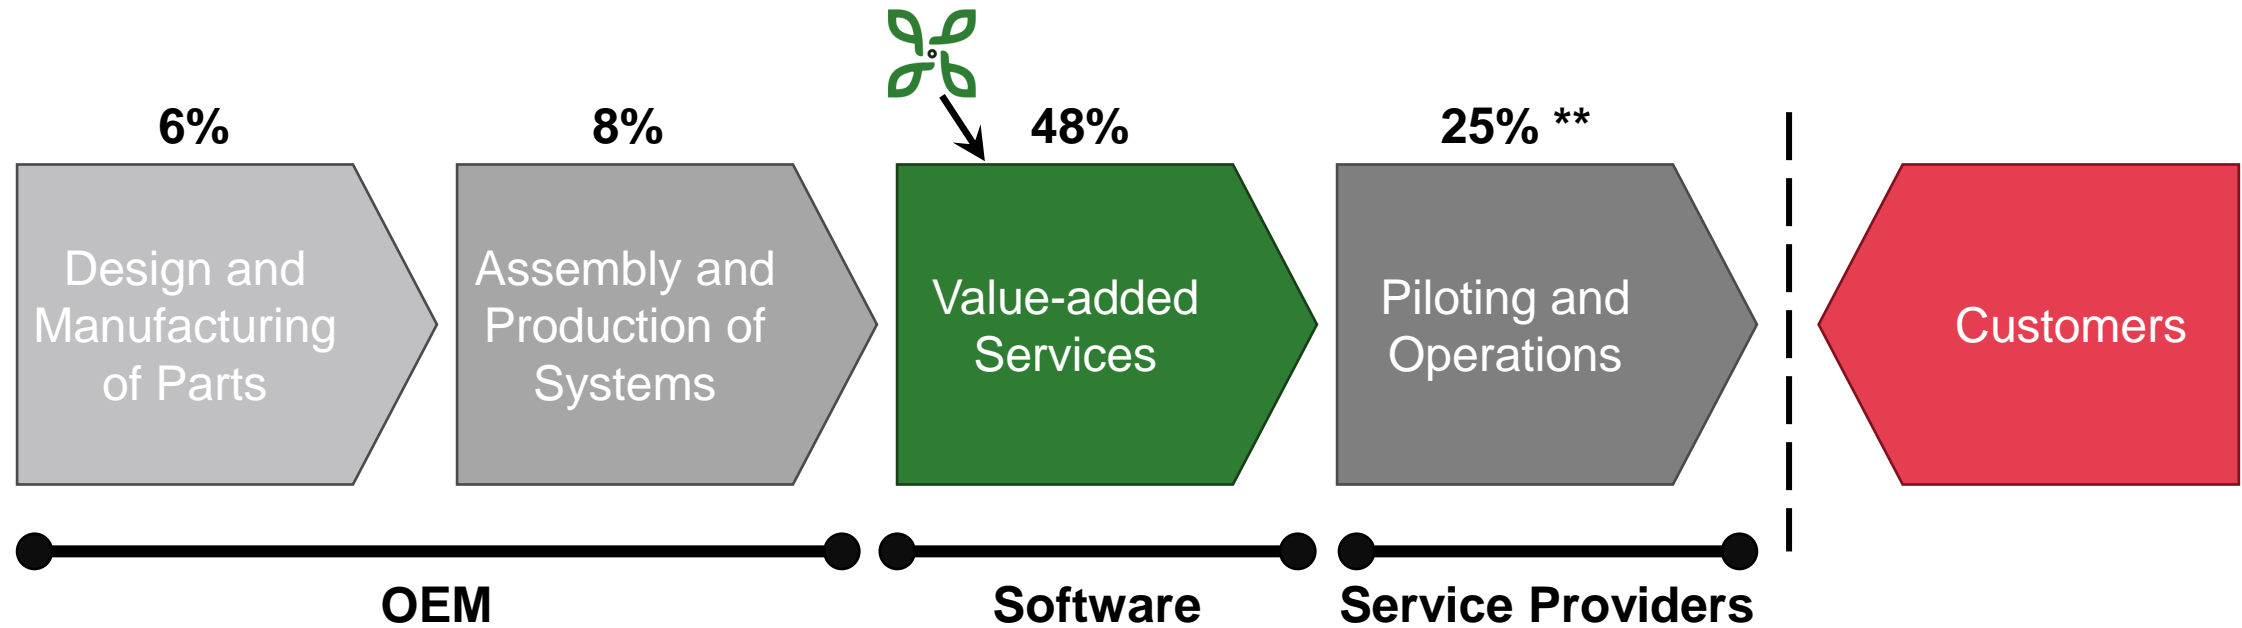 6%
8%
48%
25% **
Design and
Manufacturing
of Parts
Assembly and
Production of
Systems
Value-added
Services
Piloting and
Operations
Customers
OEM
Software
Service Providers